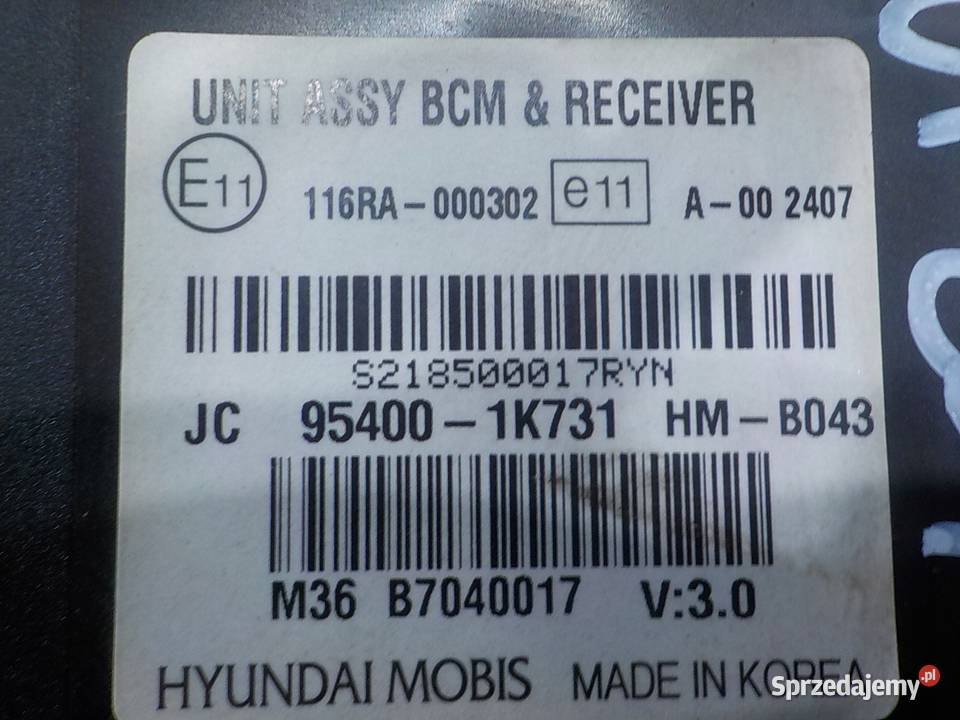 UNIT ASSY BCM & RECEIVER
E11 116RA-000302 e11 A-00 2407
S218500017RYN
JC 95400-1K731 HM-B043
M36 B7040017 V:3.0
HYUNDAI MOBIS MADE IN KOREA
Sprzedajemy.pl